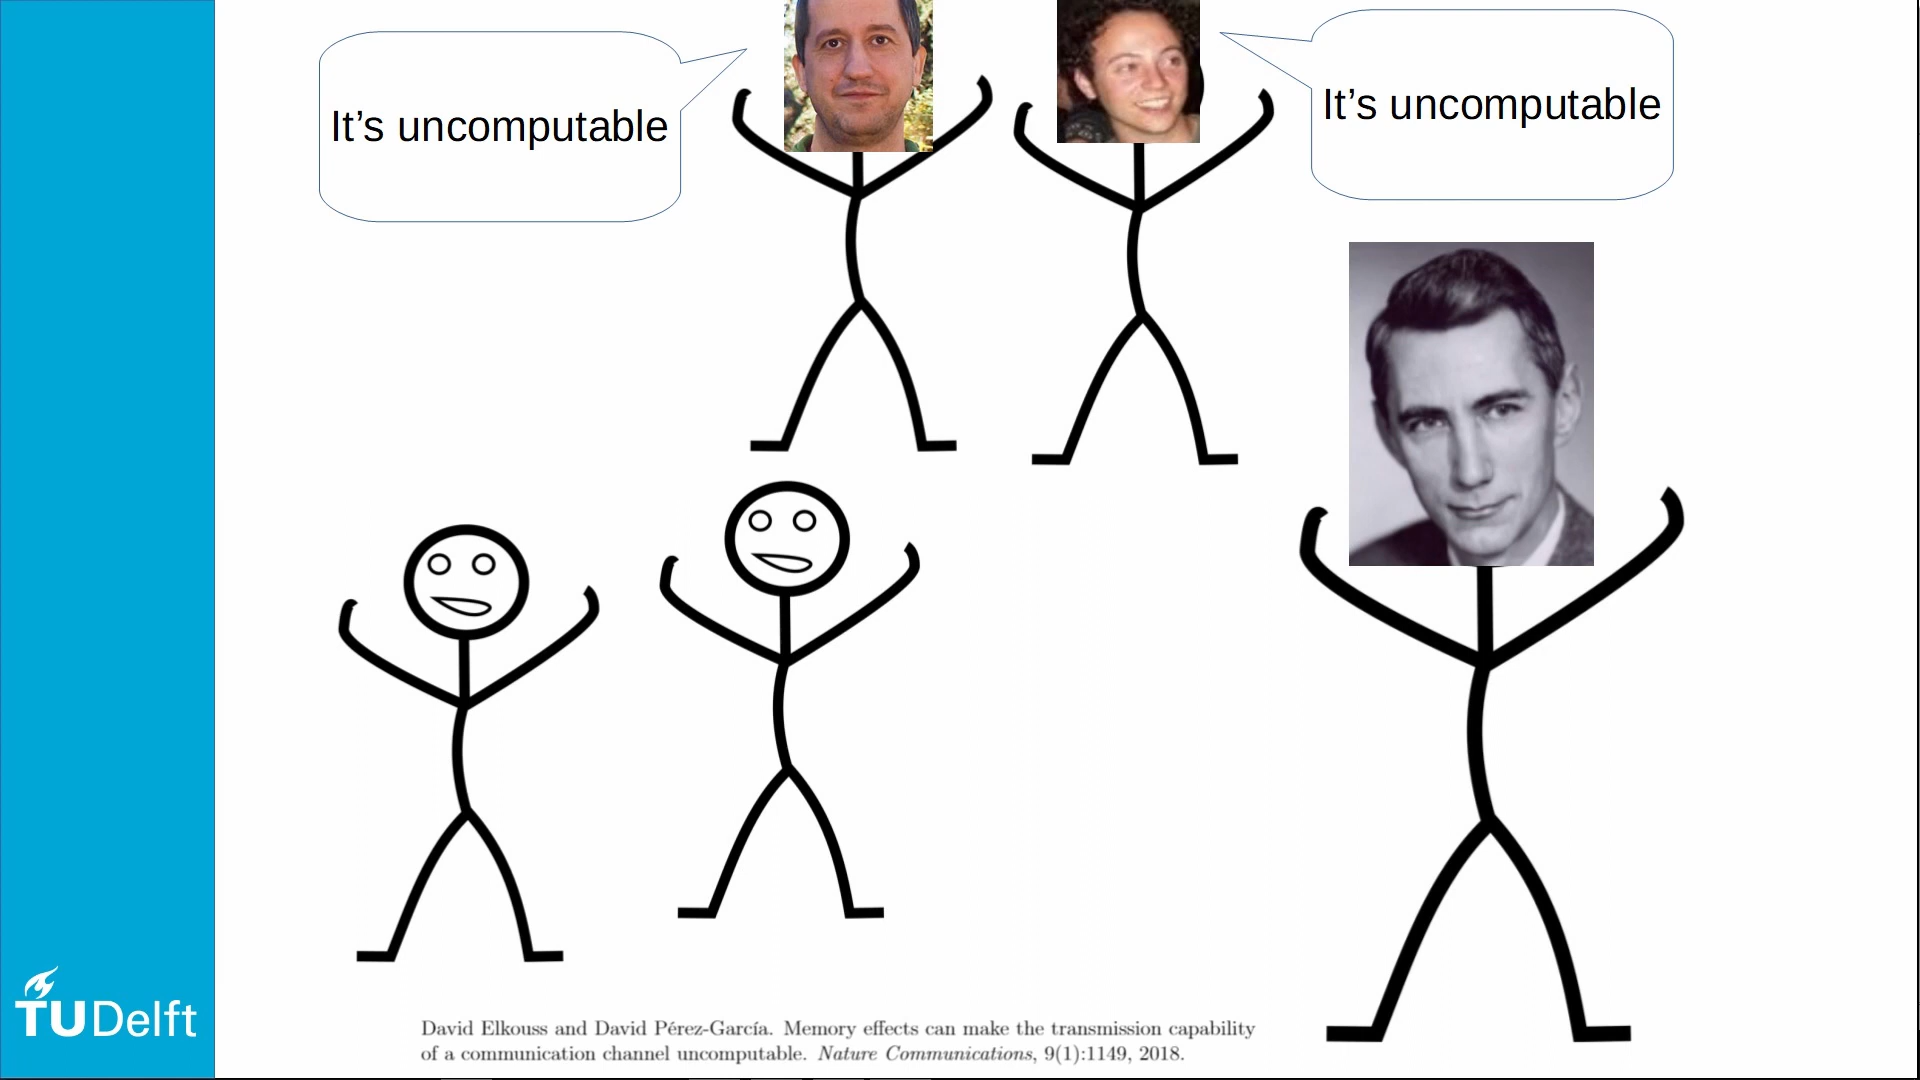 It’s uncomputable
It’s uncomputable
TUDelft
David Elkouss and David Pérez-García. Memory effects can make the transmission capability
of a communication channel uncomputable. Nature Communications, 9(1):1149, 2018.